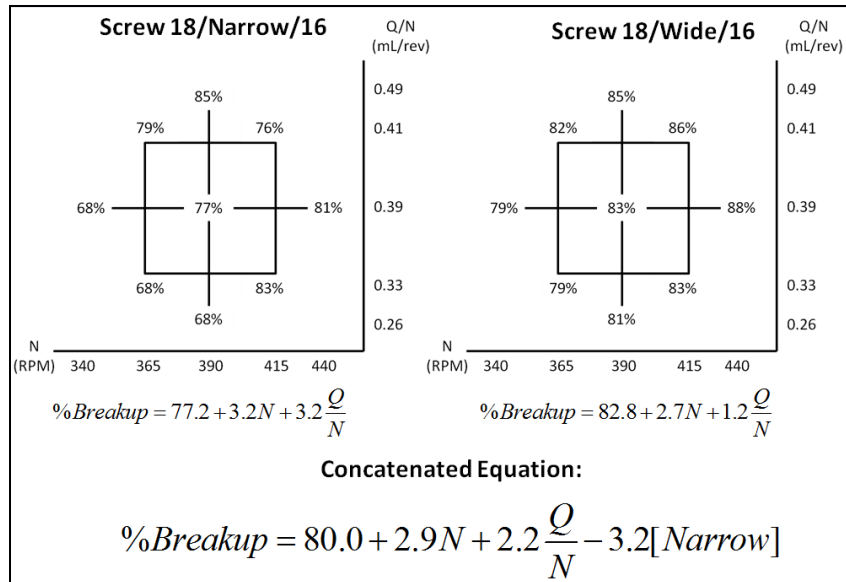 Screw 18/Narrow/16
Q/N
(mL/rev)
85%
0.49
79% 76%
0.41
68% 77% 81%
0.39
68% 83%
0.33
68%
0.26
N
(RPM) 340 365 390 415 440
%Breakup = 77.2 + 3.2N + 3.2 Q/N
Screw 18/Wide/16
Q/N
(mL/rev)
85%
0.49
82% 86%
0.41
79% 83% 88%
0.39
79% 83%
0.33
81%
0.26
N
(RPM) 340 365 390 415 440
%Breakup = 82.8 + 2.7N + 1.2 Q/N
Concatenated Equation:
%Breakup = 80.0 + 2.9N + 2.2 Q/N − 3.2[Narrow]